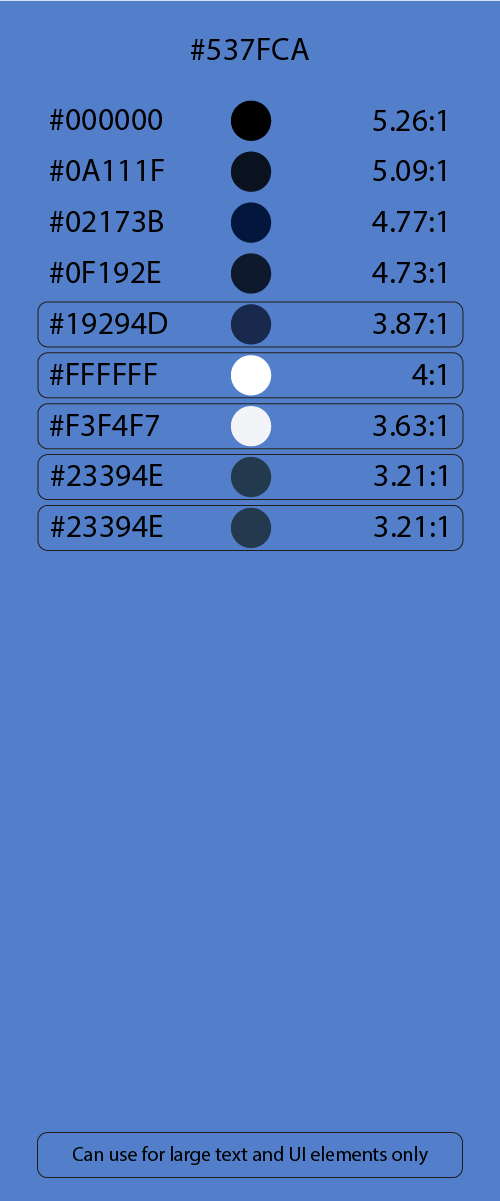 #537FCA
#000000 5.26:1
#0A111F 5.09:1
#02173B 4.77:1
#0F192E 4.73:1
#19294D 3.87:1
#FFFFFF 4:1
#F3F4F7 3.63:1
#23394E 3.21:1
#23394E 3.21:1
Can use for large text and UI elements only